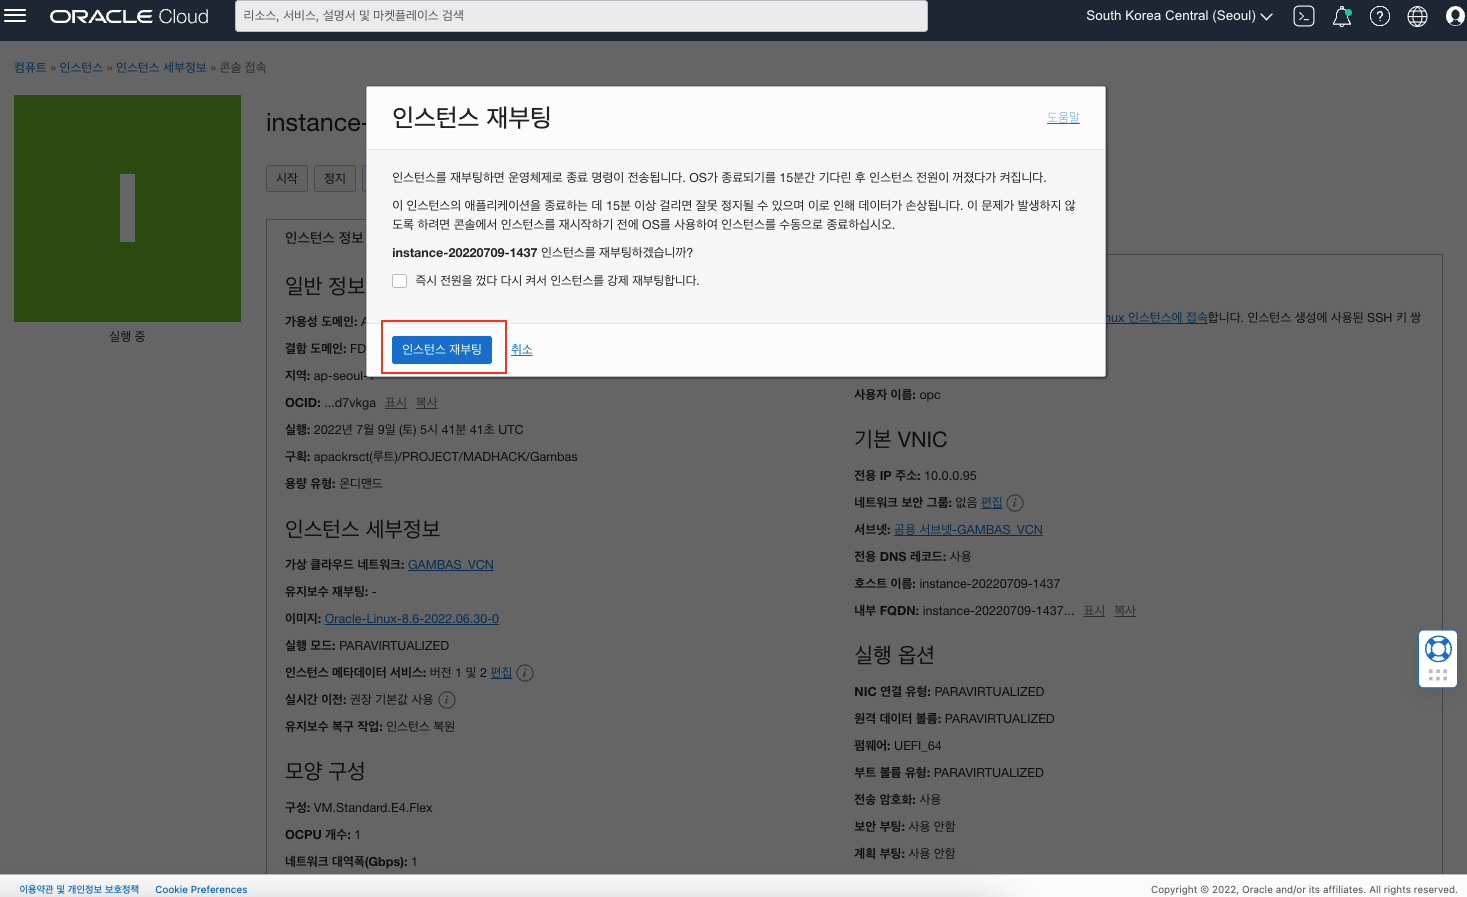 ORACLE Cloud
리소스, 서비스, 설명서 및 마켓플레이스 검색
South Korea Central (Seoul)
컴퓨트 » 인스턴스 » 인스턴스 세부정보 » 콘솔 접속
I
실행 중
instance-
시작 정지
인스턴스 재부팅
도움말
인스턴스를 재부팅하면 운영체제로 종료 명령이 전송됩니다. OS가 종료되기를 15분간 기다린 후 인스턴스 전원이 꺼졌다가 켜집니다.
이 인스턴스의 애플리케이션을 종료하는 데 15분 이상 걸리면 잘못 정지될 수 있으며 이로 인해 데이터가 손상됩니다. 이 문제가 발생하지 않
도록 하려면 콘솔에서 인스턴스를 재시작하기 전에 OS를 사용하여 인스턴스를 수동으로 종료하십시오.
instance-20220709-1437 인스턴스를 재부팅하겠습니까?
즉시 전원을 껐다 다시 켜서 인스턴스를 강제 재부팅합니다.
인스턴스 재부팅 취소
인스턴스 정보
일반 정보
가용성 도메인: A
결함 도메인: FD
지역: ap-seoul-1
OCID: ...d7vkga 표시 복사
실행: 2022년 7월 9일 (토) 5시 41분 41초 UTC
구획: apackrsct(루트)/PROJECT/MADHACK/Gambas
용량 유형: 온디맨드
인스턴스 세부정보
가상 클라우드 네트워크: GAMBAS_VCN
유지보수 재부팅: -
이미지: Oracle-Linux-8.6-2022.06.30-0
실행 모드: PARAVIRTUALIZED
인스턴스 메타데이터 서비스: 버전 1 및 2 편집
실시간 이전: 권장 기본값 사용
유지보수 복구 작업: 인스턴스 복원
모양 구성
구성: VM.Standard.E4.Flex
OCPU 개수: 1
네트워크 대역폭(Gbps): 1
nux 인스턴스에 접속합니다. 인스턴스 생성에 사용된 SSH 키 쌍
사용자 이름: opc
기본 VNIC
전용 IP 주소: 10.0.0.95
네트워크 보안 그룹: 없음 편집
서브넷: 공용 서브넷-GAMBAS_VCN
전용 DNS 레코드: 사용
호스트 이름: instance-20220709-1437
내부 FQDN: instance-20220709-1437... 표시 복사
실행 옵션
NIC 연결 유형: PARAVIRTUALIZED
원격 데이터 볼륨: PARAVIRTUALIZED
펌웨어: UEFI_64
부트 볼륨 유형: PARAVIRTUALIZED
전송 암호화: 사용
보안 부팅: 사용 안함
계획 부팅: 사용 안함
이용약관 및 개인정보 보호정책 Cookie Preferences
Copyright © 2022, Oracle and/or its affiliates. All rights reserved.